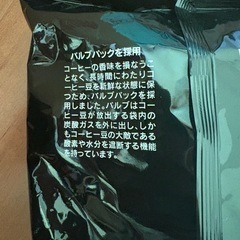 バルブパックを採用
コーヒーの香味を損なうこ
となく、長時間にわたりコ
ーヒー豆を新鮮な状態に保
つため、バルブパックを採
用しました。バルブはコー
ヒー豆が放出する袋内の
炭酸ガスを外に出し、しか
もコーヒー豆の大敵である
酸素や水分を遮断する機能
を持っています。